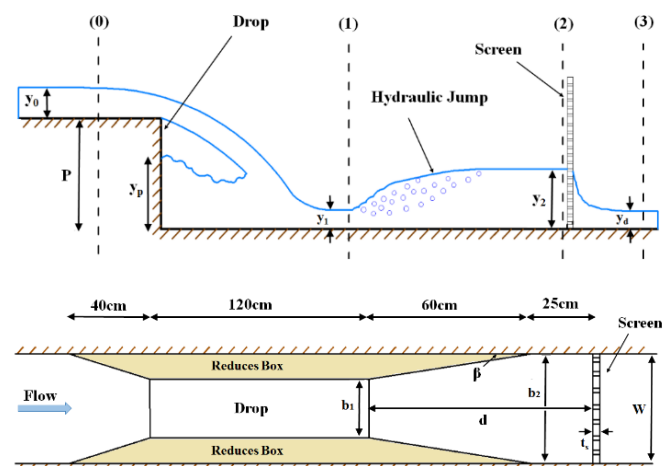 (0)
Drop
(1)
(2)
(3)
Screen
y₀
Hydraulic Jump
P
yₚ
y₁
y₂
y_d
40cm
120cm
60cm
25cm
Screen
Reduces Box
β
Flow
Drop
b₁
b₂
W
d
tₛ
Reduces Box